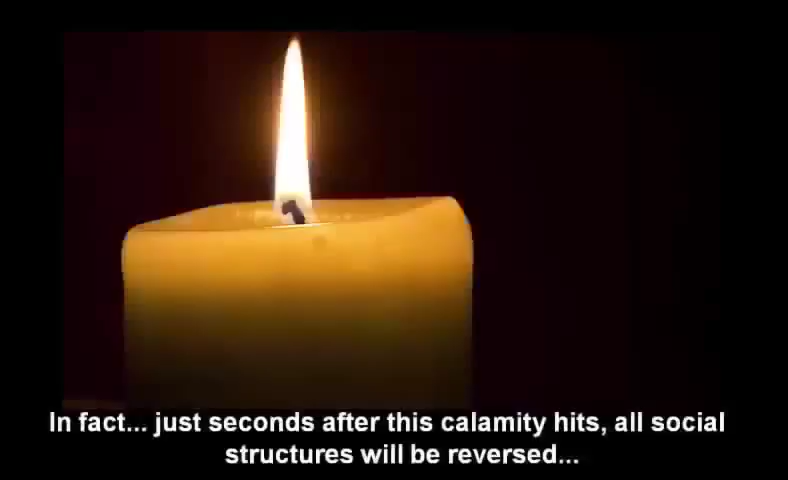 In fact... just seconds after this calamity hits, all social
structures will be reversed...